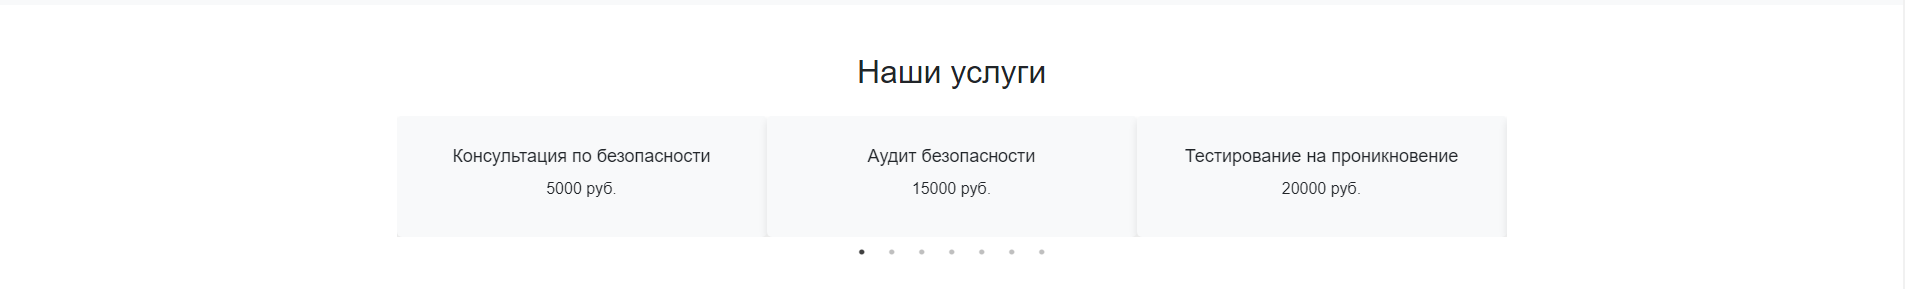 Наши услуги
Консультация по безопасности
5000 руб.
Аудит безопасности
15000 руб.
Тестирование на проникновение
20000 руб.